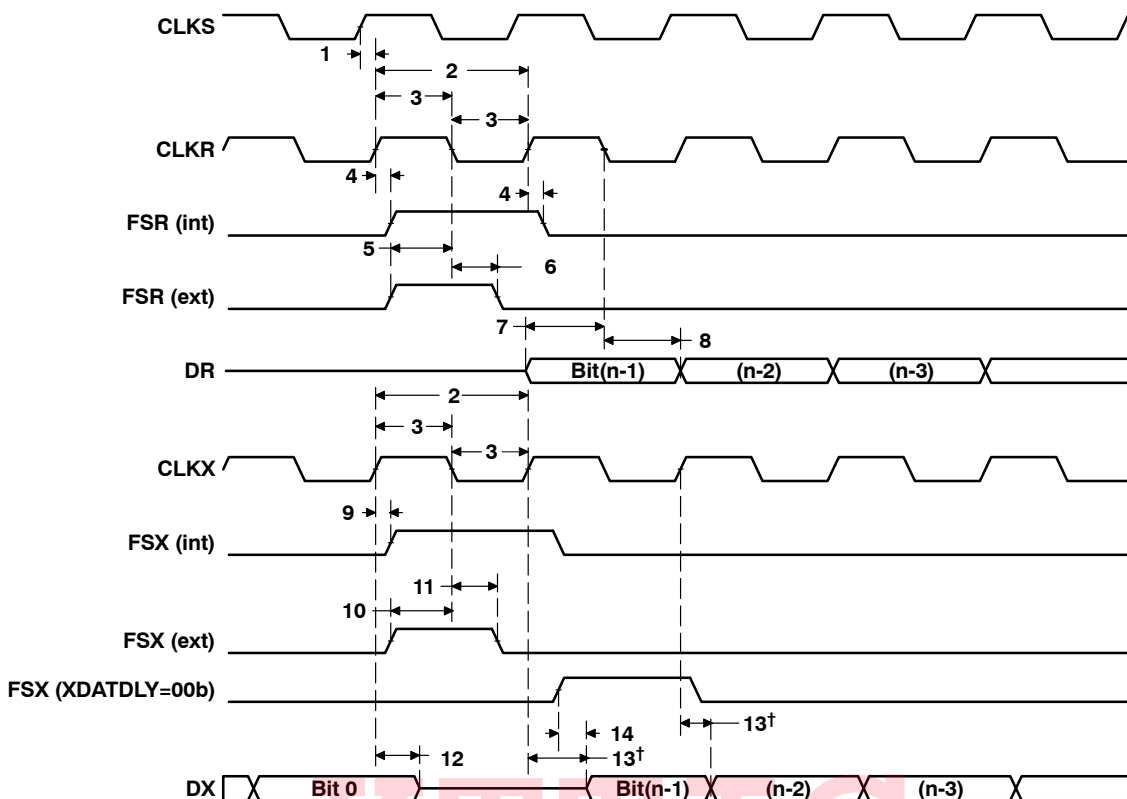 CLKS
1
2
3
3
CLKR
4
4
FSR (int)
5
6
FSR (ext)
7
8
DR Bit(n-1) (n-2) (n-3)
2
3
3
CLKX
9
FSX (int)
11
10
FSX (ext)
FSX (XDATDLY=00b)
13†
14
13†
12
DX Bit 0 Bit(n-1) (n-2) (n-3)